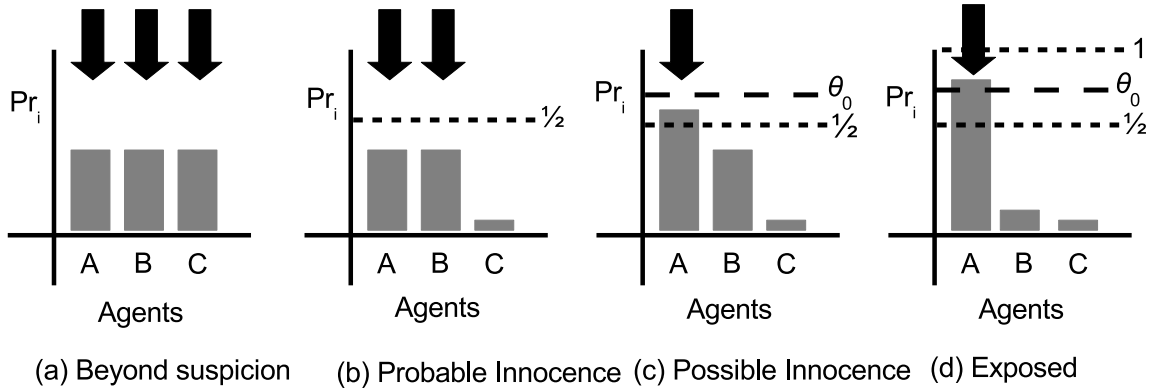 Pr_i
A B C
Agents
(a) Beyond suspicion
Pr_i
½
A B C
Agents
(b) Probable Innocence
Pr_i
θ_0
½
A B C
Agents
(c) Possible Innocence
1
Pr_i
θ_0
½
A B C
Agents
(d) Exposed